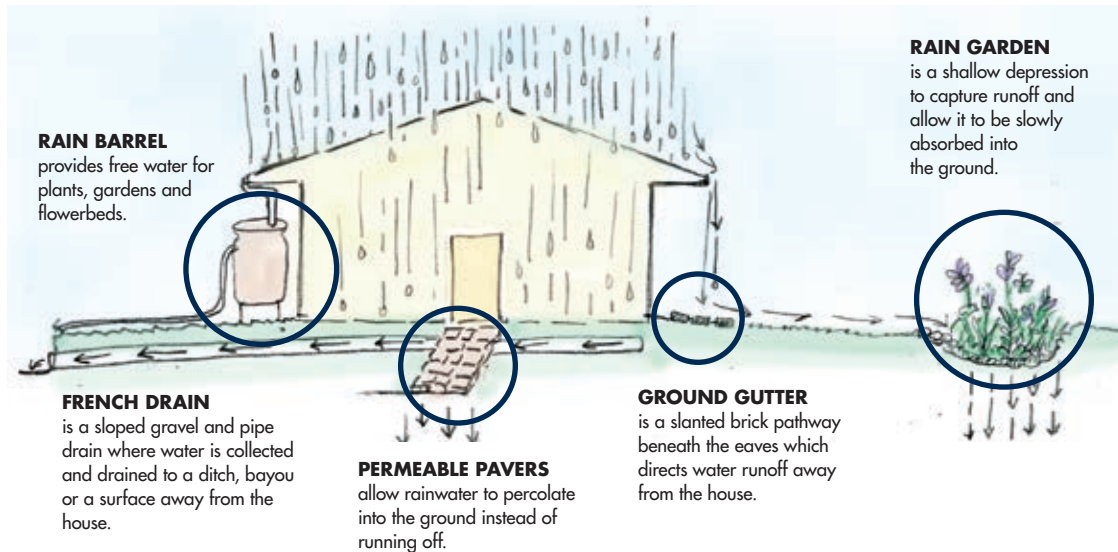 RAIN BARREL
provides free water for
plants, gardens and
flowerbeds.
RAIN GARDEN
is a shallow depression
to capture runoff and
allow it to be slowly
absorbed into
the ground.
FRENCH DRAIN
is a sloped gravel and pipe
drain where water is collected
and drained to a ditch, bayou
or a surface away from the
house.
PERMEABLE PAVERS
allow rainwater to percolate
into the ground instead of
running off.
GROUND GUTTER
is a slanted brick pathway
beneath the eaves which
directs water runoff away
from the house.